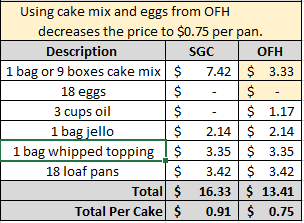 Using cake mix and eggs from OFH
decreases the price to $0.75 per pan.
Description SGC OFH
1 bag or 9 boxes cake mix $ 7.42 $ 3.33
18 eggs $ - $ -
3 cups oil $ - $ 1.17
1 bag jello $ 2.14 $ 2.14
1 bag whipped topping $ 3.35 $ 3.35
18 loaf pans $ 3.42 $ 3.42
Total $ 16.33 $ 13.41
Total Per Cake $ 0.91 $ 0.75